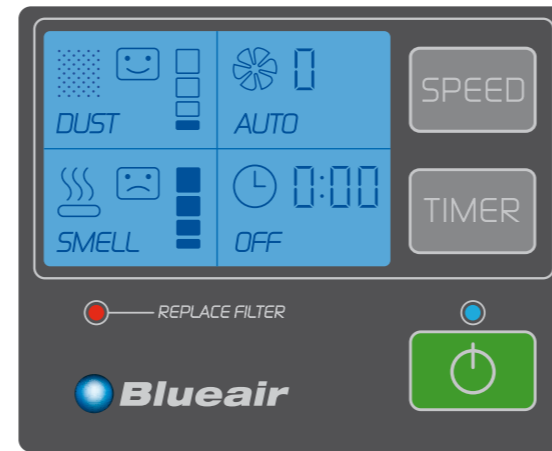 0
SPEED
DUST
AUTO
0:00
TIMER
SMELL
OFF
REPLACE FILTER
Blueair